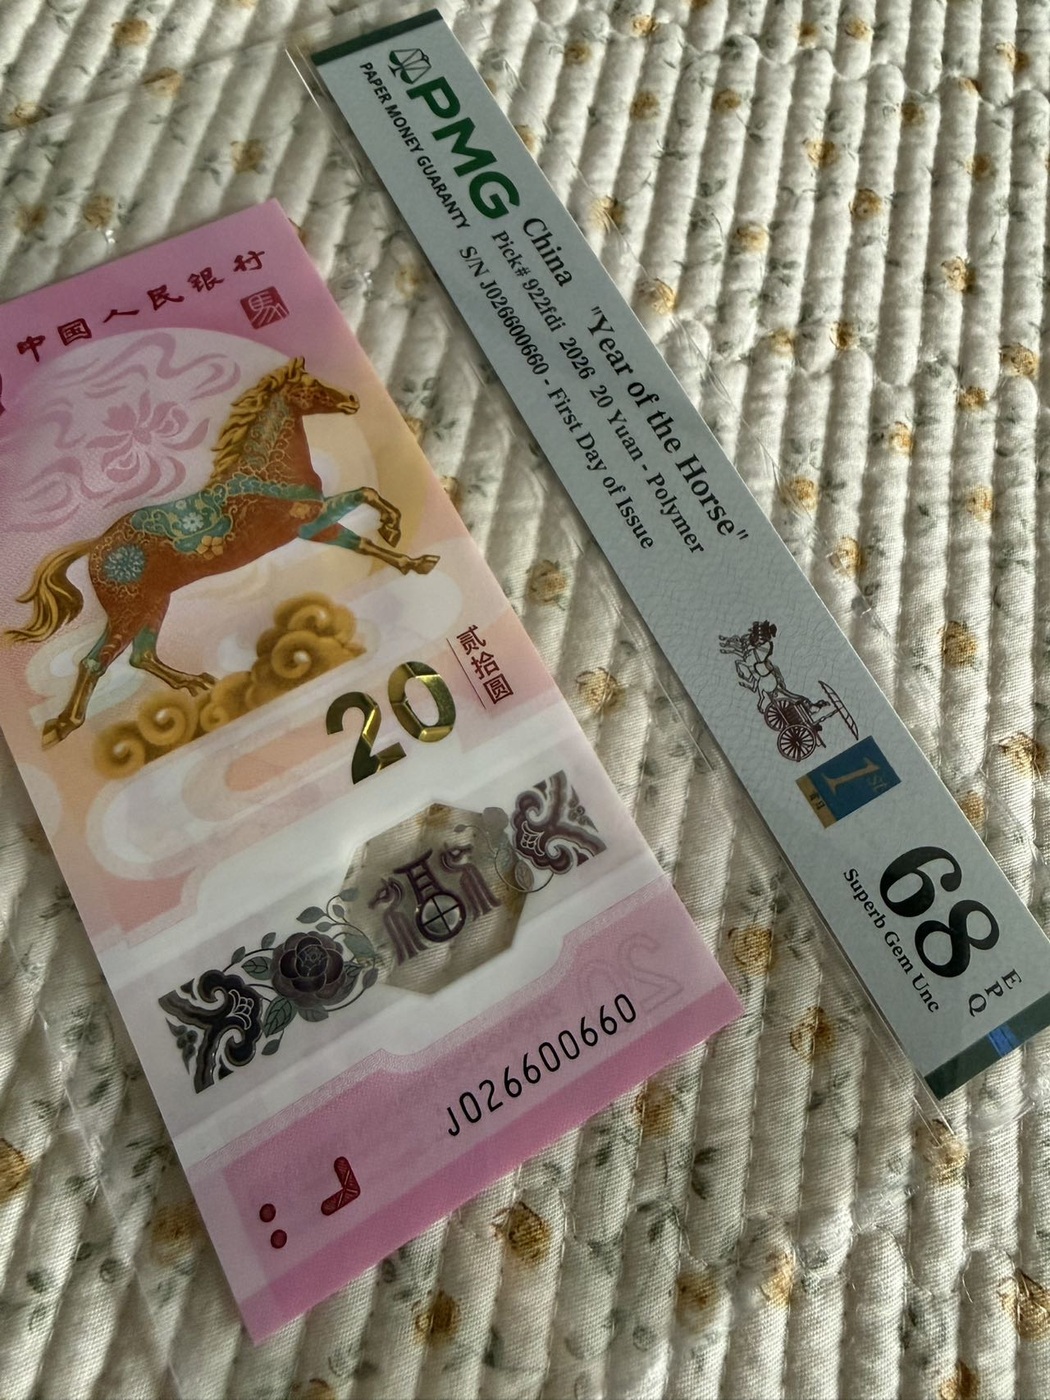 中国人民银行
馬
20
贰拾圆
福
20
J026600660
PMG
PAPER MONEY GUARANTY
China "Year of the Horse"
Pick# 922fdi 2026 20 Yuan - Polymer
S/N J026600660 - First Day of Issue
1st
68 EPQ
Superb Gem Unc